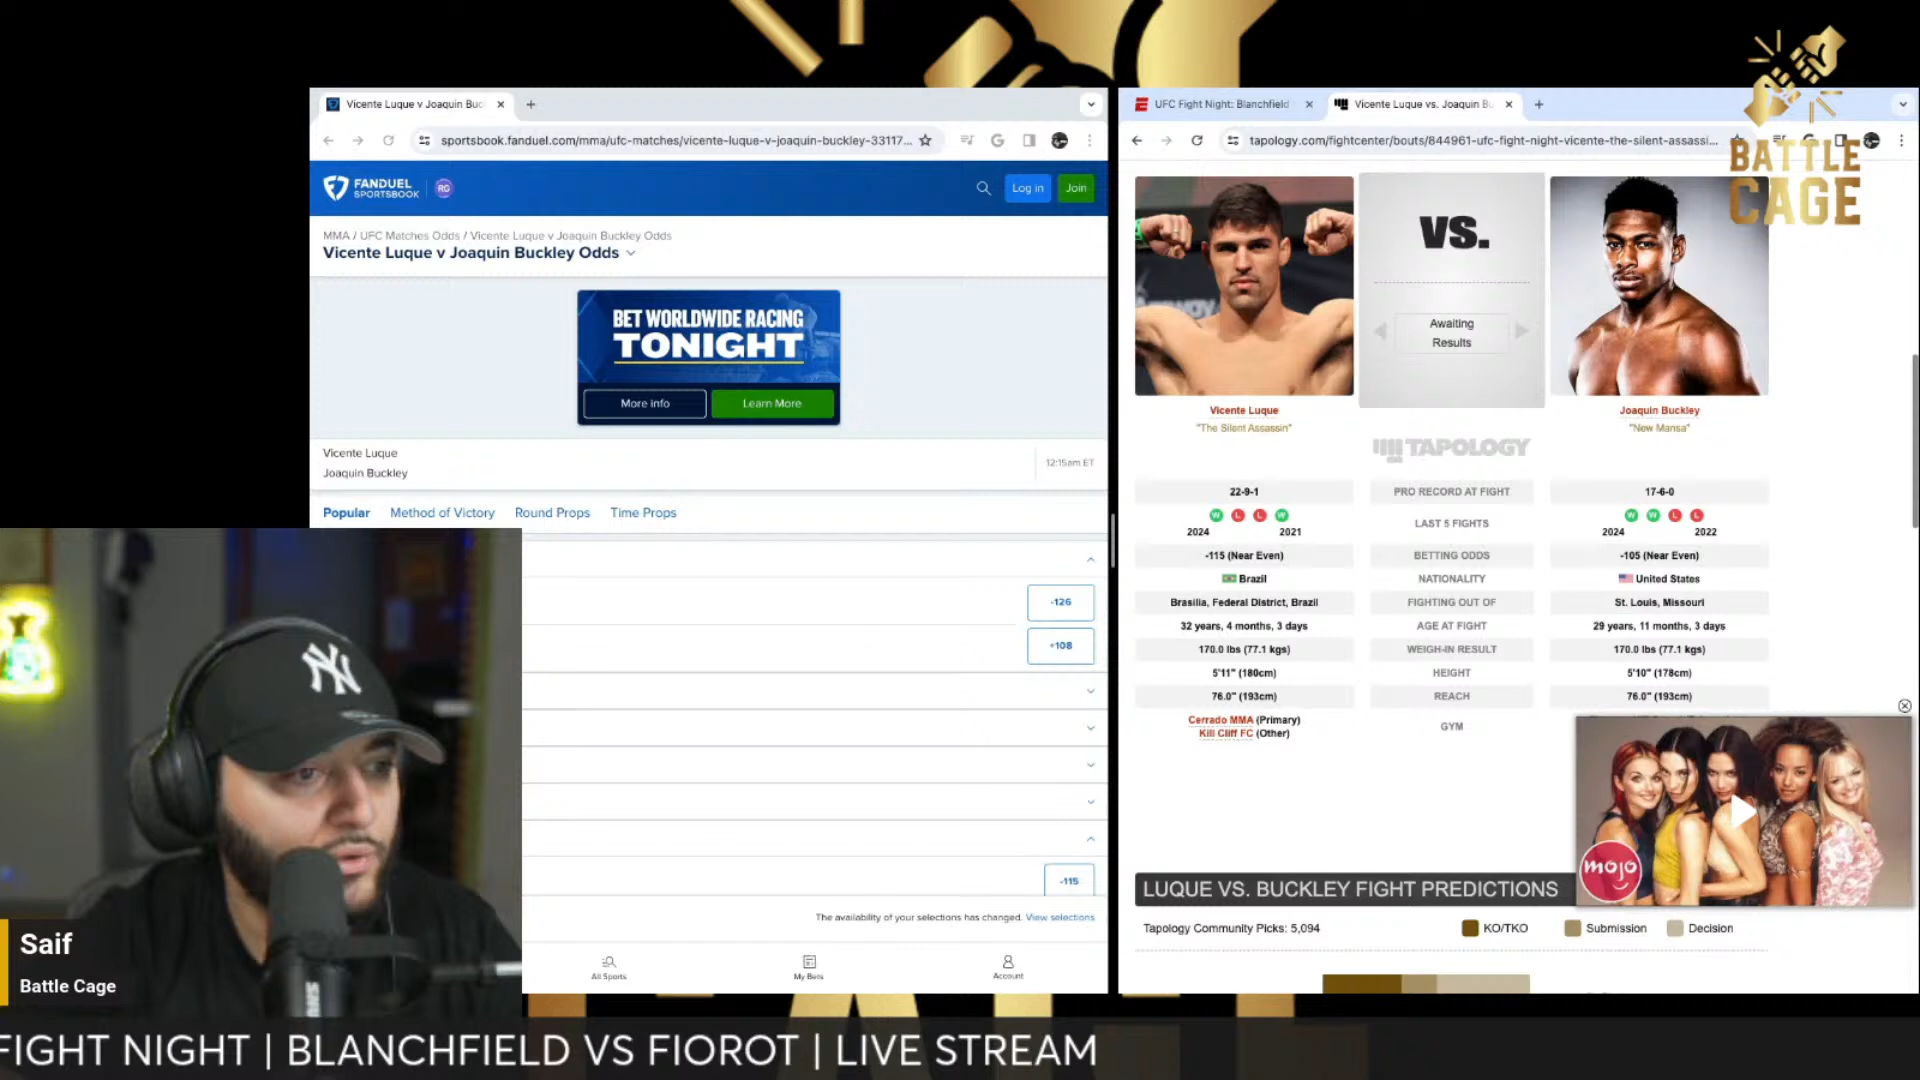 BATTLE
CAGE
Vicente Luque v Joaquin Buc
sportsbook.fanduel.com/mma/ufc-matches/vicente-luque-v-joaquin-buckley-33117...
FANDUEL
SPORTSBOOK
RG
Log in
Join
MMA / UFC Matches Odds / Vicente Luque v Joaquin Buckley Odds
Vicente Luque v Joaquin Buckley Odds
BET WORLDWIDE RACING
TONIGHT
More info
Learn More
Vicente Luque
Joaquin Buckley
12:15am ET
Popular
Method of Victory
Round Props
Time Props
-126
+108
-115
The availability of your selections has changed. View selections
All Sports
My Bets
Account
UFC Fight Night: Blanchfield
Vicente Luque vs. Joaquin Bu
tapology.com/fightcenter/bouts/844961-ufc-fight-night-vicente-the-silent-assassi...
VS.
Awaiting
Results
Vicente Luque
"The Silent Assassin"
Joaquin Buckley
"New Mansa"
TAPOLOGY
22-9-1 PRO RECORD AT FIGHT 17-6-0
W L L W LAST 5 FIGHTS W W L L
2024 2021 2024 2022
-115 (Near Even) BETTING ODDS -105 (Near Even)
Brazil NATIONALITY United States
Brasilia, Federal District, Brazil FIGHTING OUT OF St. Louis, Missouri
32 years, 4 months, 3 days AGE AT FIGHT 29 years, 11 months, 3 days
170.0 lbs (77.1 kgs) WEIGH-IN RESULT 170.0 lbs (77.1 kgs)
5'11" (180cm) HEIGHT 5'10" (178cm)
76.0" (193cm) REACH 76.0" (193cm)
Cerrado MMA (Primary) GYM
Kill Cliff FC (Other)
mojo
LUQUE VS. BUCKLEY FIGHT PREDICTIONS
Tapology Community Picks: 5,094
KO/TKO
Submission
Decision
NY
Saif
Battle Cage
FIGHT NIGHT | BLANCHFIELD VS FIOROT | LIVE STREAM